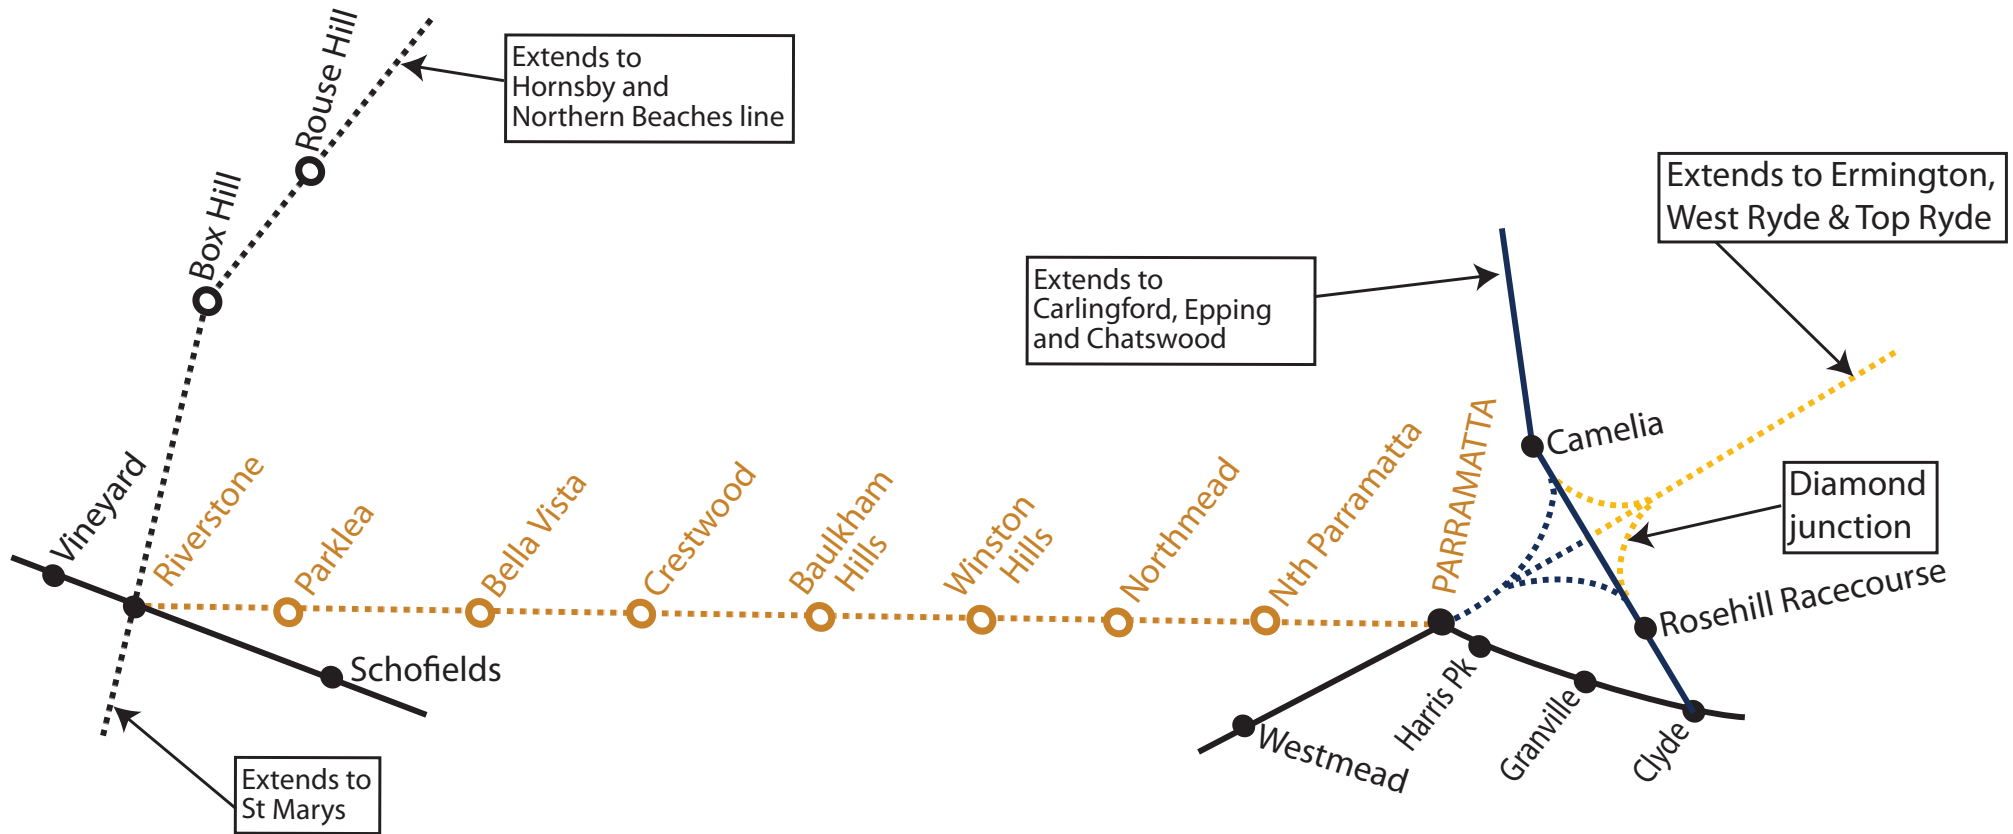 Rouse Hill
Extends to
Hornsby and
Northern Beaches line
Box Hill
Extends to Ermington,
West Ryde & Top Ryde
Extends to
Carlingford, Epping
and Chatswood
Camelia
Diamond
junction
Vineyard
Riverstone
Parklea
Bella Vista
Crestwood
Baulkham
Hills
Winston
Hills
Northmead
Nth Parramatta
PARRAMATTA
Rosehill Racecourse
Schofields
Westmead
Harris Pk
Granville
Clyde
Extends to
St Marys